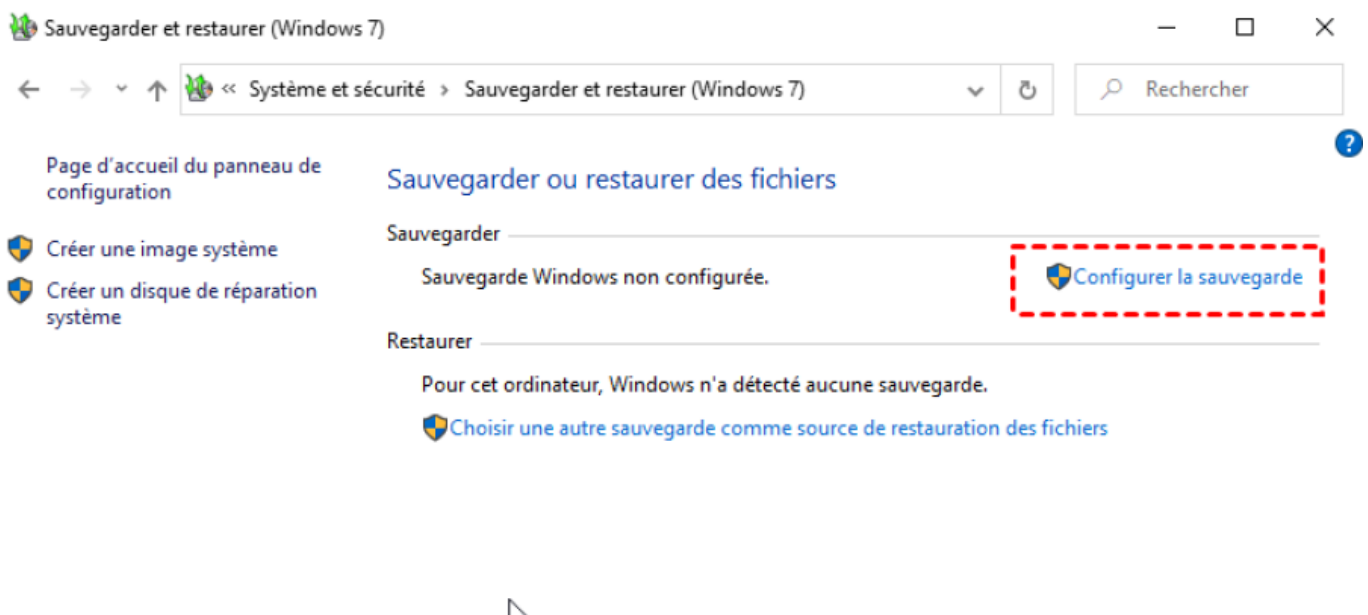 Sauvegarder et restaurer (Windows 7)
« Système et sécurité > Sauvegarder et restaurer (Windows 7)
Rechercher
?
Page d'accueil du panneau de
configuration
Créer une image système
Créer un disque de réparation
système
Sauvegarder ou restaurer des fichiers
Sauvegarder
Sauvegarde Windows non configurée.
Configurer la sauvegarde
Restaurer
Pour cet ordinateur, Windows n'a détecté aucune sauvegarde.
Choisir une autre sauvegarde comme source de restauration des fichiers